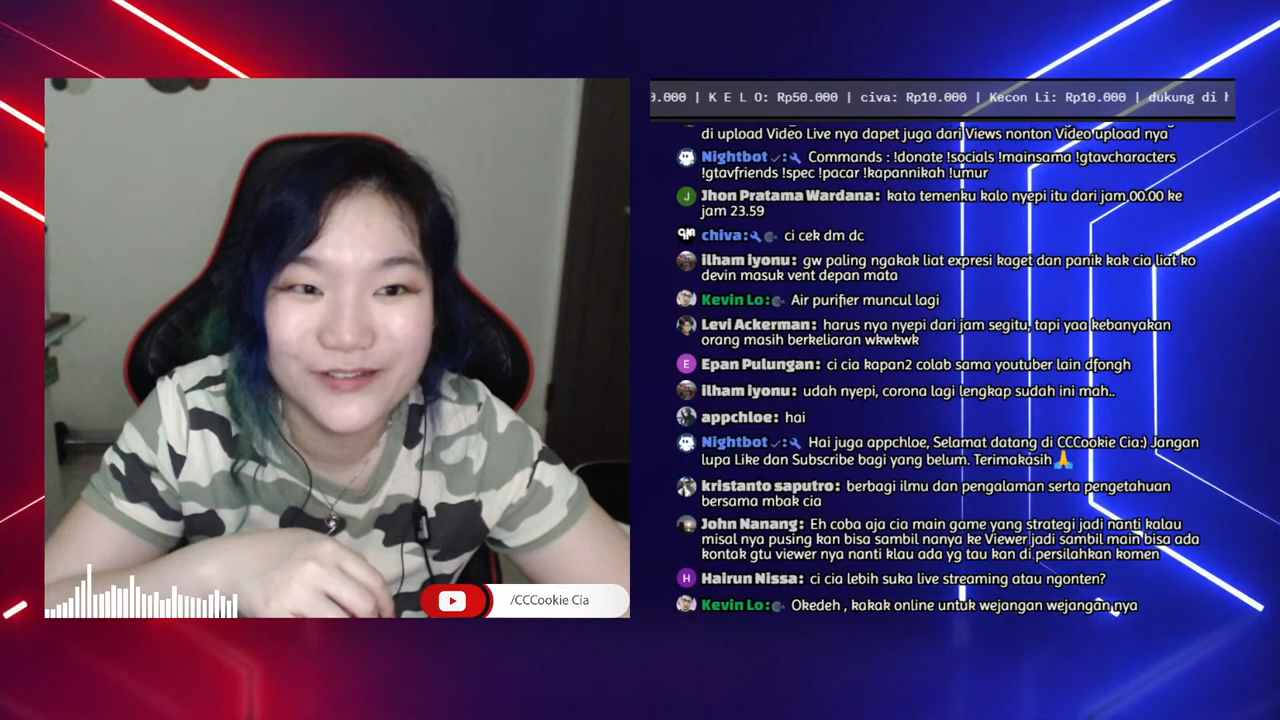 0.000 | K E L O: Rp50.000 | civa: Rp10.000 | Kecon Li: Rp10.000 | dukung di
di upload Video Live nya dapet juga dari Views nonton Video upload nya
Nightbot : Commands : !donate !socials !mainsama !gtavcharacters
!gtavfriends !spec !pacar !kapannikah !umur
J Jhon Pratama Wardana: kata temenku kalo nyepi itu dari jam 00.00 ke
jam 23.59
chiva: ci cek dm dc
ilham iyonu: gw paling ngakak liat expresi kaget dan panik kak cia liat ko
devin masuk vent depan mata
Kevin Lo: Air purifier muncul lagi
Levi Ackerman: harus nya nyepi dari jam segitu, tapi yaa kebanyakan
orang masih berkeliaran wkwkwk
E Epan Pulungan: ci cia kapan2 colab sama youtuber lain dfongh
ilham iyonu: udah nyepi, corona lagi lengkap sudah ini mah..
appchloe: hai
Nightbot : Hai juga appchloe, Selamat datang di CCCookie Cia:) Jangan
lupa Like dan Subscribe bagi yang belum. Terimakasih🙏
kristanto saputro: berbagi ilmu dan pengalaman serta pengetahuan
bersama mbak cia
John Nanang: Eh coba aja cia main game yang strategi jadi nanti kalau
misal nya pusing kan bisa sambil nanya ke Viewer jadi sambil main bisa ada
kontak gtu viewer nya nanti klau ada yg tau kan di persilahkan komen
H Hairun Nissa: ci cia lebih suka live streaming atau ngonten?
Kevin Lo: Okedeh , kakak online untuk wejangan wejangan nya
/CCCookie Cia